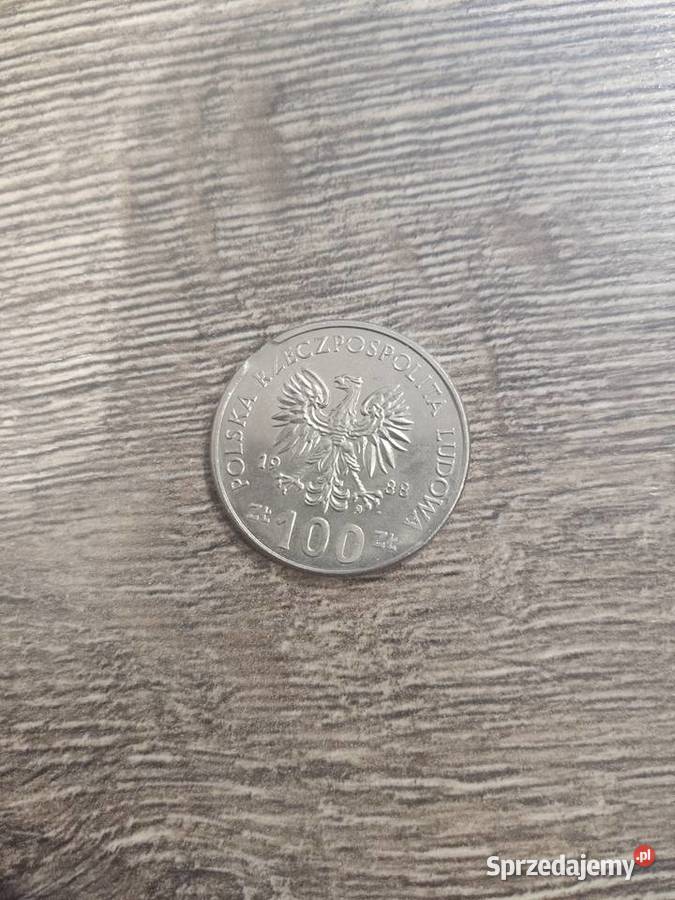 POLSKA RZECZPOSPOLITA LUDOWA
19 88
ZŁ 100 ZŁ
Sprzedajemy.pl